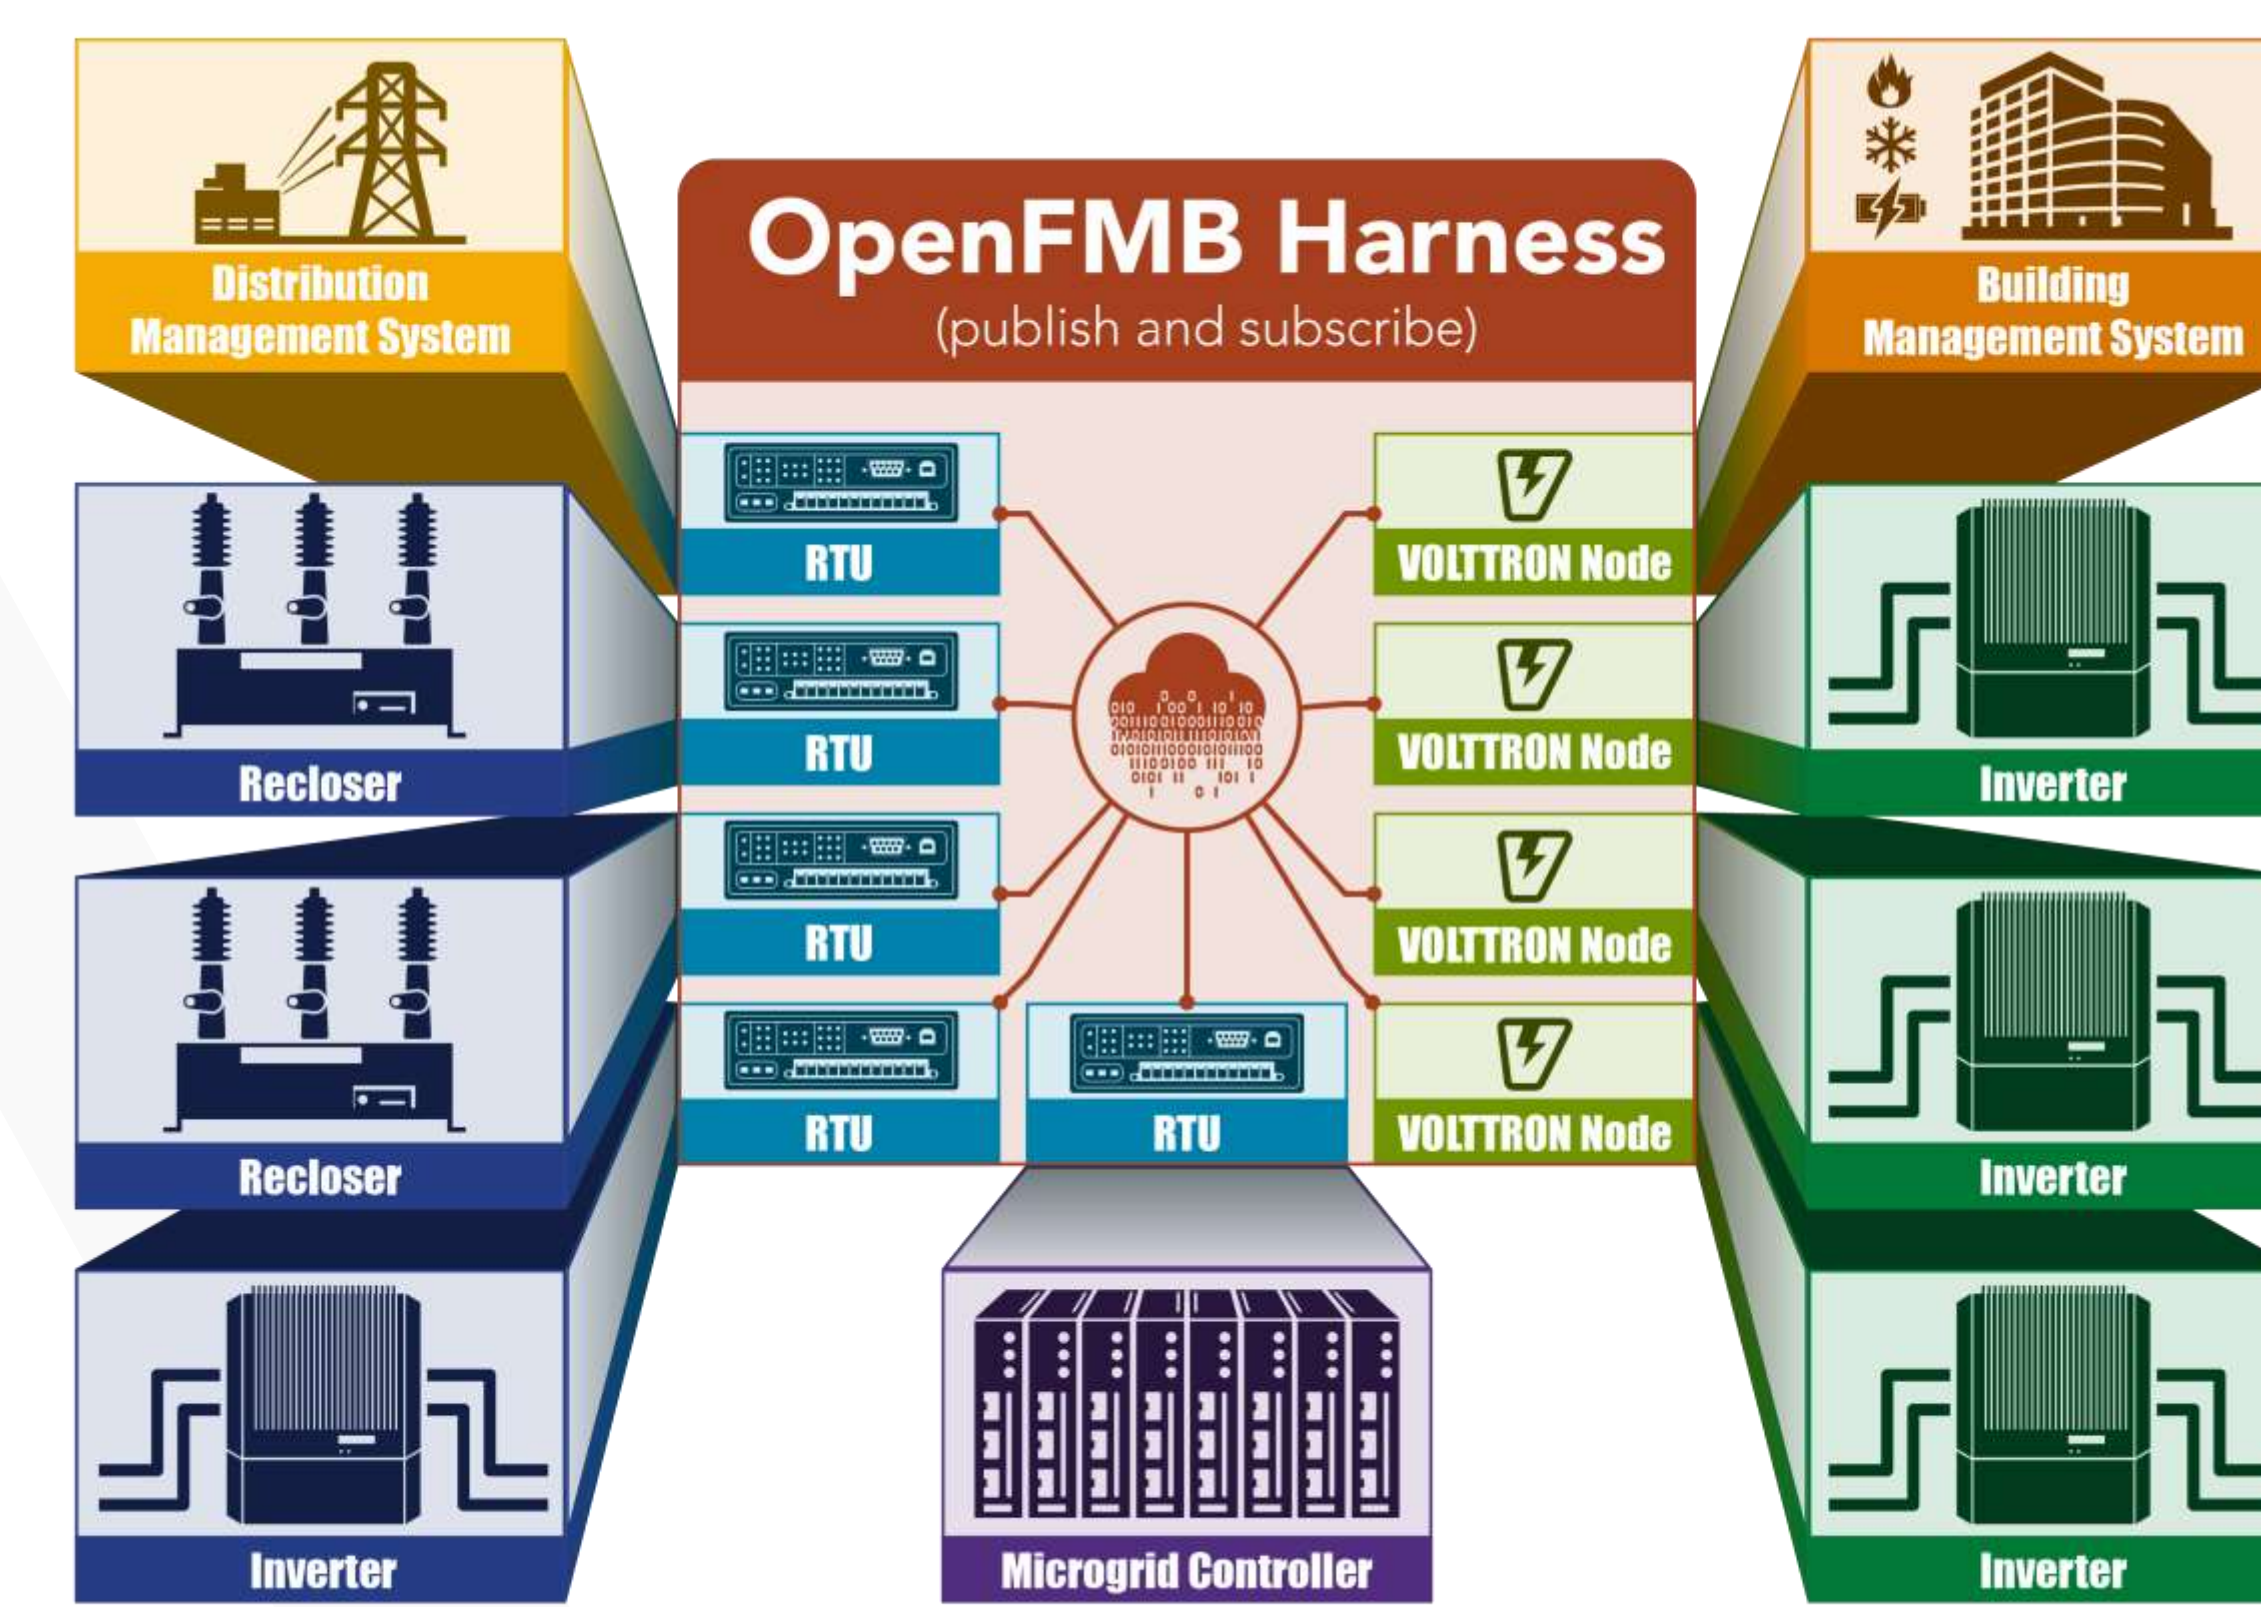 OpenFMB Harness
(publish and subscribe)
Distribution
Management System
Building
Management System
RTU
VOLTTRON Node
Recloser
Inverter
RTU
VOLTTRON Node
Recloser
Inverter
RTU
VOLTTRON Node
RTU
RTU
VOLTTRON Node
Inverter
Microgrid Controller
Inverter